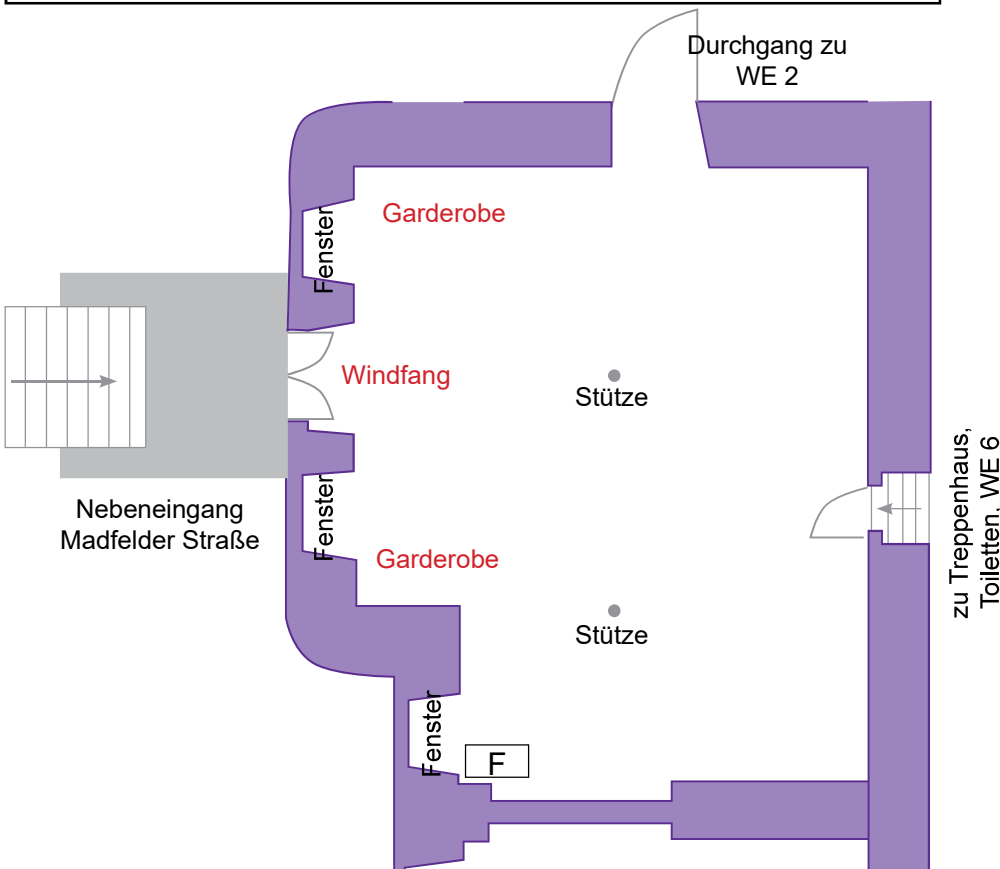 Durchgang zu
WE 2
Garderobe
Fenster
Windfang
Stütze
Nebeneingang
Madfelder Straße
Fenster
Garderobe
zu Treppenhaus,
Toiletten, WE 6
Stütze
Fenster
F